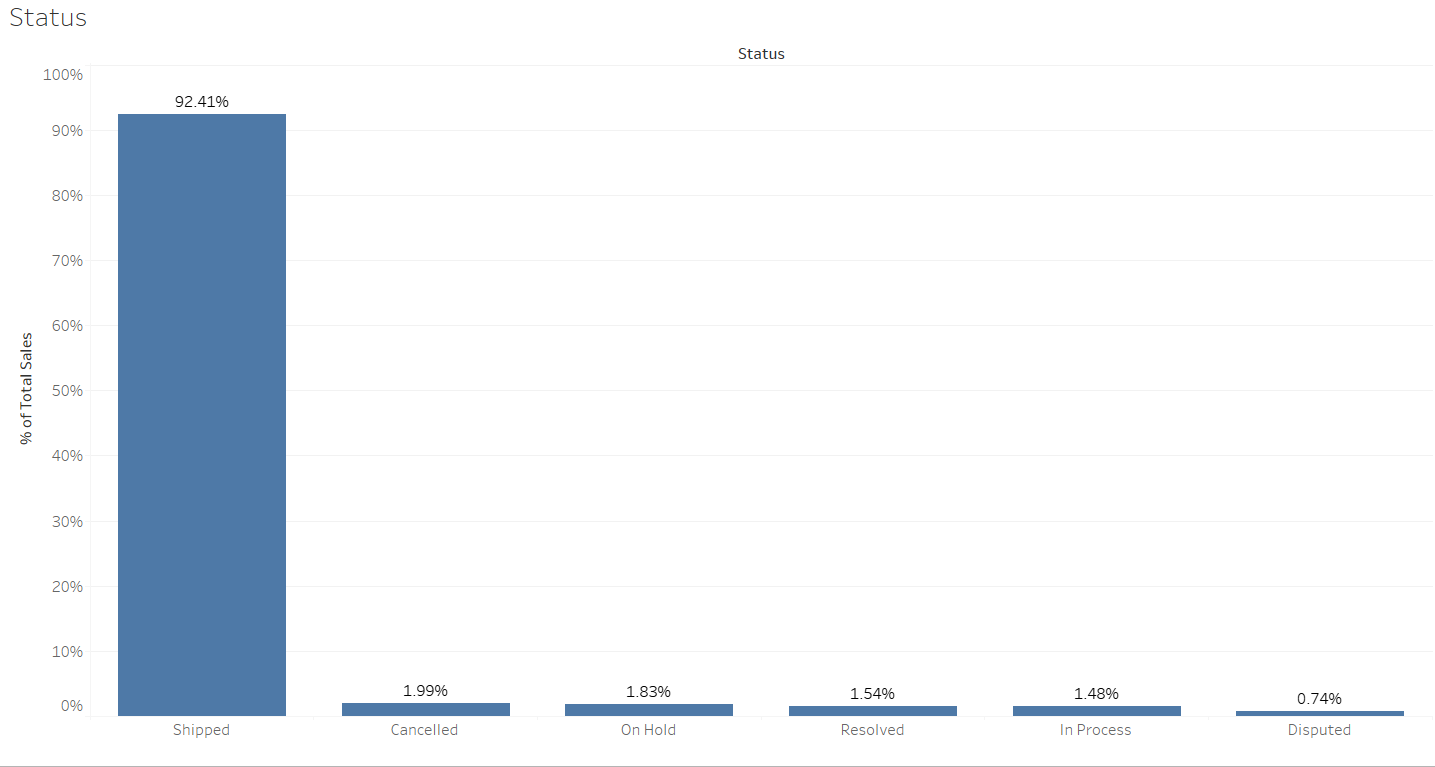 Status
Status
100%
92.41%
90%
80%
70%
60%
% of Total Sales
50%
40%
30%
20%
10%
1.99%
1.83%
1.54%
1.48%
0.74%
0%
Shipped
Cancelled
On Hold
Resolved
In Process
Disputed